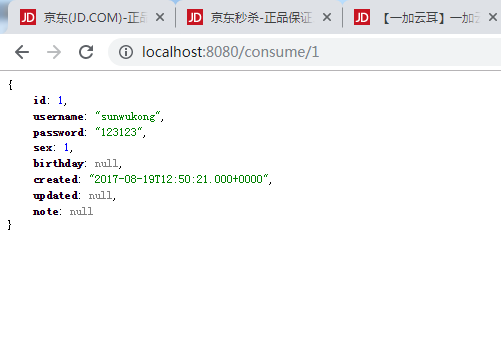 JD 京东(JD.COM)-正品
JD 京东秒杀-正品保证
JD 【一加云耳】一加云
localhost:8080/consume/1
{
id: 1,
username: "sunwukong",
password: "123123",
sex: 1,
birthday: null,
created: "2017-08-19T12:50:21.000+0000",
updated: null,
note: null
}